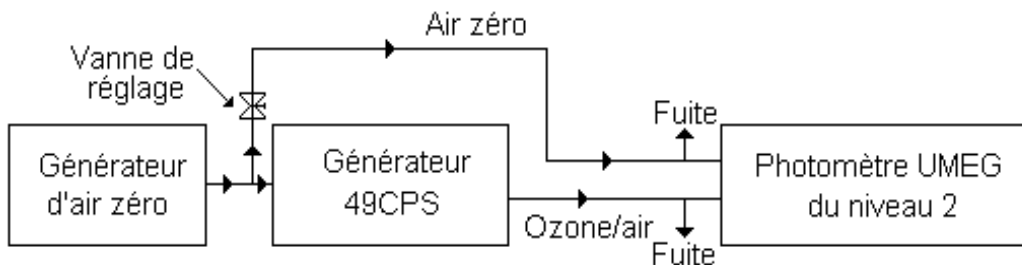 Air zéro
Vanne de
réglage
Fuite
Générateur
d'air zéro
Générateur
49CPS
Photomètre UMEG
du niveau 2
Ozone/air
Fuite